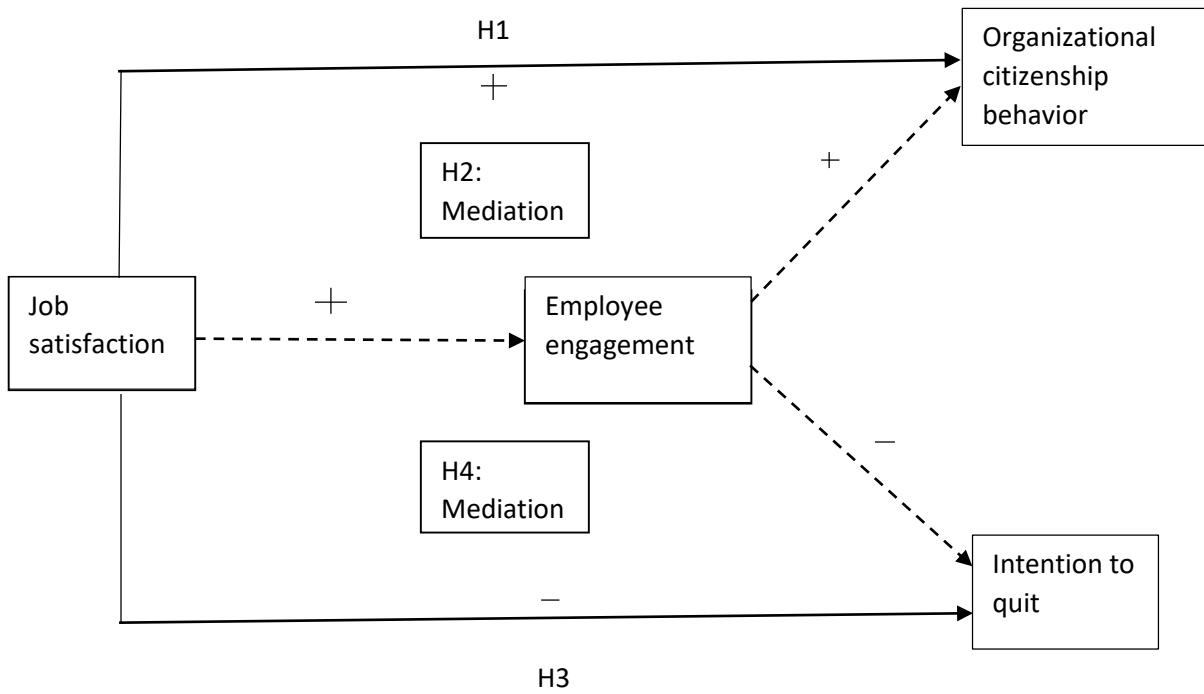 H1
+
Organizational
citizenship
behavior
H2:
Mediation
+
Job
satisfaction
+
Employee
engagement
H4:
Mediation
−
Intention to
quit
−
H3